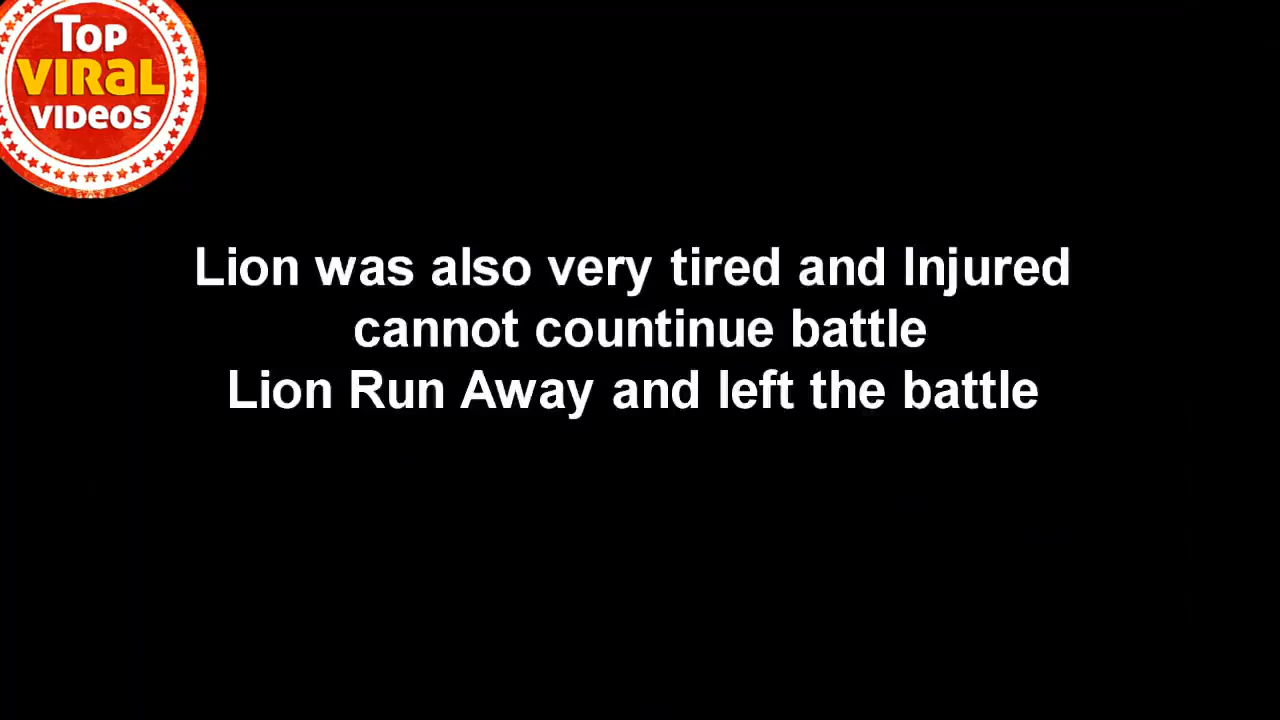 TOP
VIRaL
VIDeOS
Lion was also very tired and Injured
cannot countinue battle
Lion Run Away and left the battle